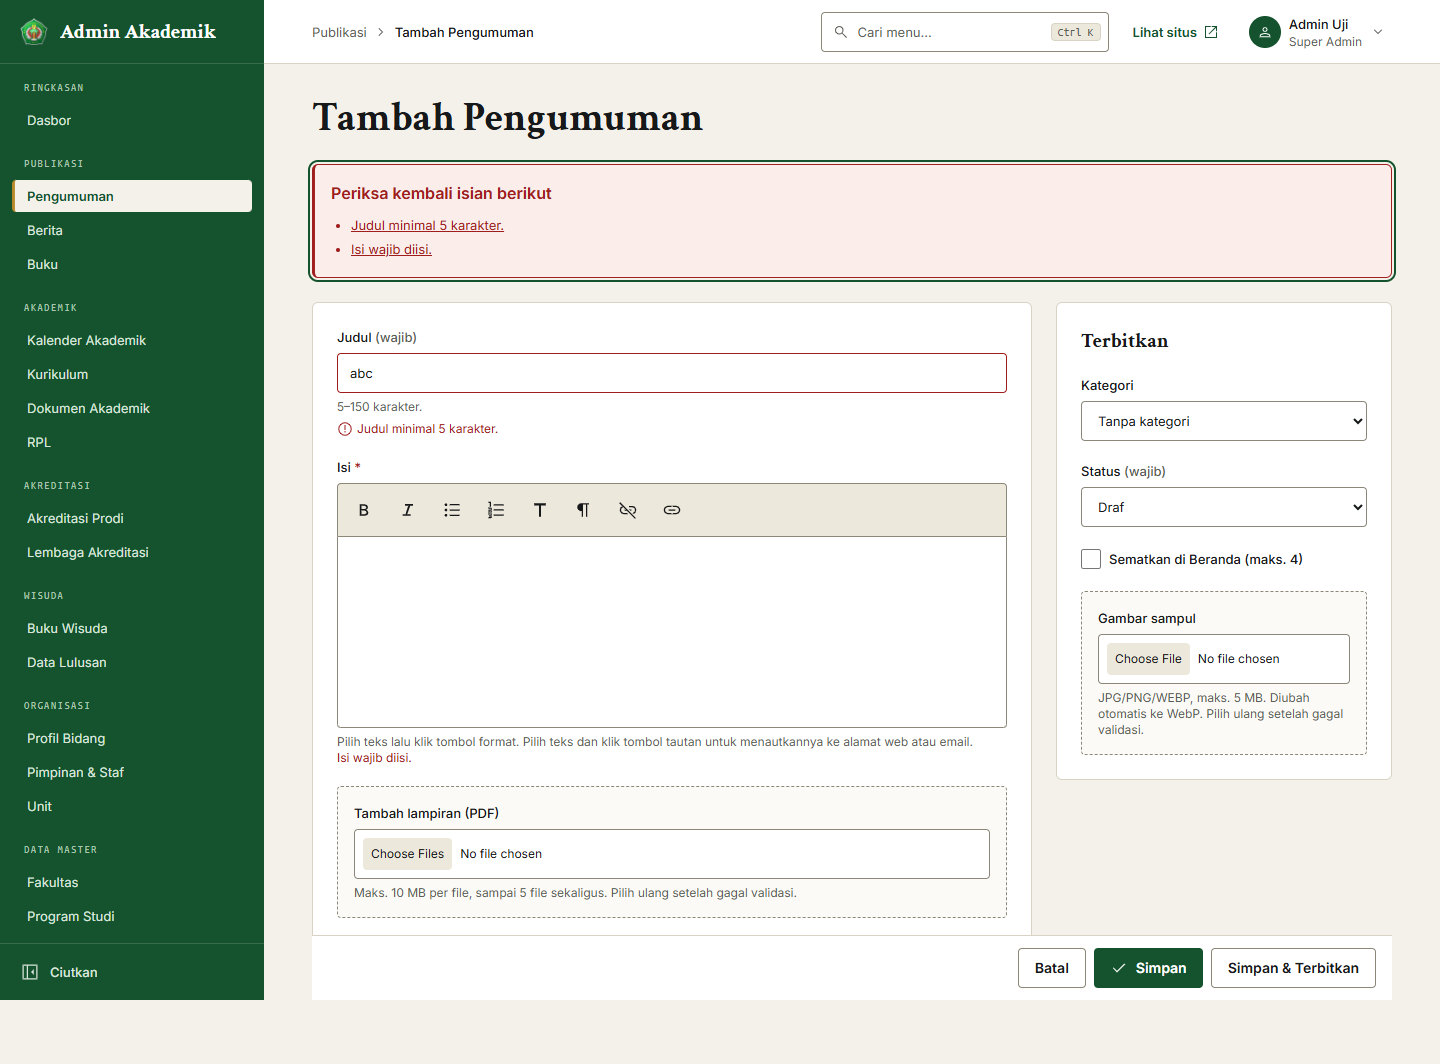 Admin Akademik
Publikasi > Tambah Pengumuman
Cari menu...
Ctrl K
Lihat situs
Admin Uji
Super Admin
RINGKASAN
Dasbor
PUBLIKASI
Pengumuman
Berita
Buku
AKADEMIK
Kalender Akademik
Kurikulum
Dokumen Akademik
RPL
AKREDITASI
Akreditasi Prodi
Lembaga Akreditasi
WISUDA
Buku Wisuda
Data Lulusan
ORGANISASI
Profil Bidang
Pimpinan & Staf
Unit
DATA MASTER
Fakultas
Program Studi
Ciutkan
Tambah Pengumuman
Periksa kembali isian berikut
• Judul minimal 5 karakter.
• Isi wajib diisi.
Judul (wajib)
abc
5–150 karakter.
Judul minimal 5 karakter.
Isi *
Pilih teks lalu klik tombol format. Pilih teks dan klik tombol tautan untuk menautkannya ke alamat web atau email.
Isi wajib diisi.
Tambah lampiran (PDF)
Choose Files No file chosen
Maks. 10 MB per file, sampai 5 file sekaligus. Pilih ulang setelah gagal validasi.
Terbitkan
Kategori
Tanpa kategori
Status (wajib)
Draf
Sematkan di Beranda (maks. 4)
Gambar sampul
Choose File No file chosen
JPG/PNG/WEBP, maks. 5 MB. Diubah
otomatis ke WebP. Pilih ulang setelah gagal
validasi.
Batal
Simpan
Simpan & Terbitkan